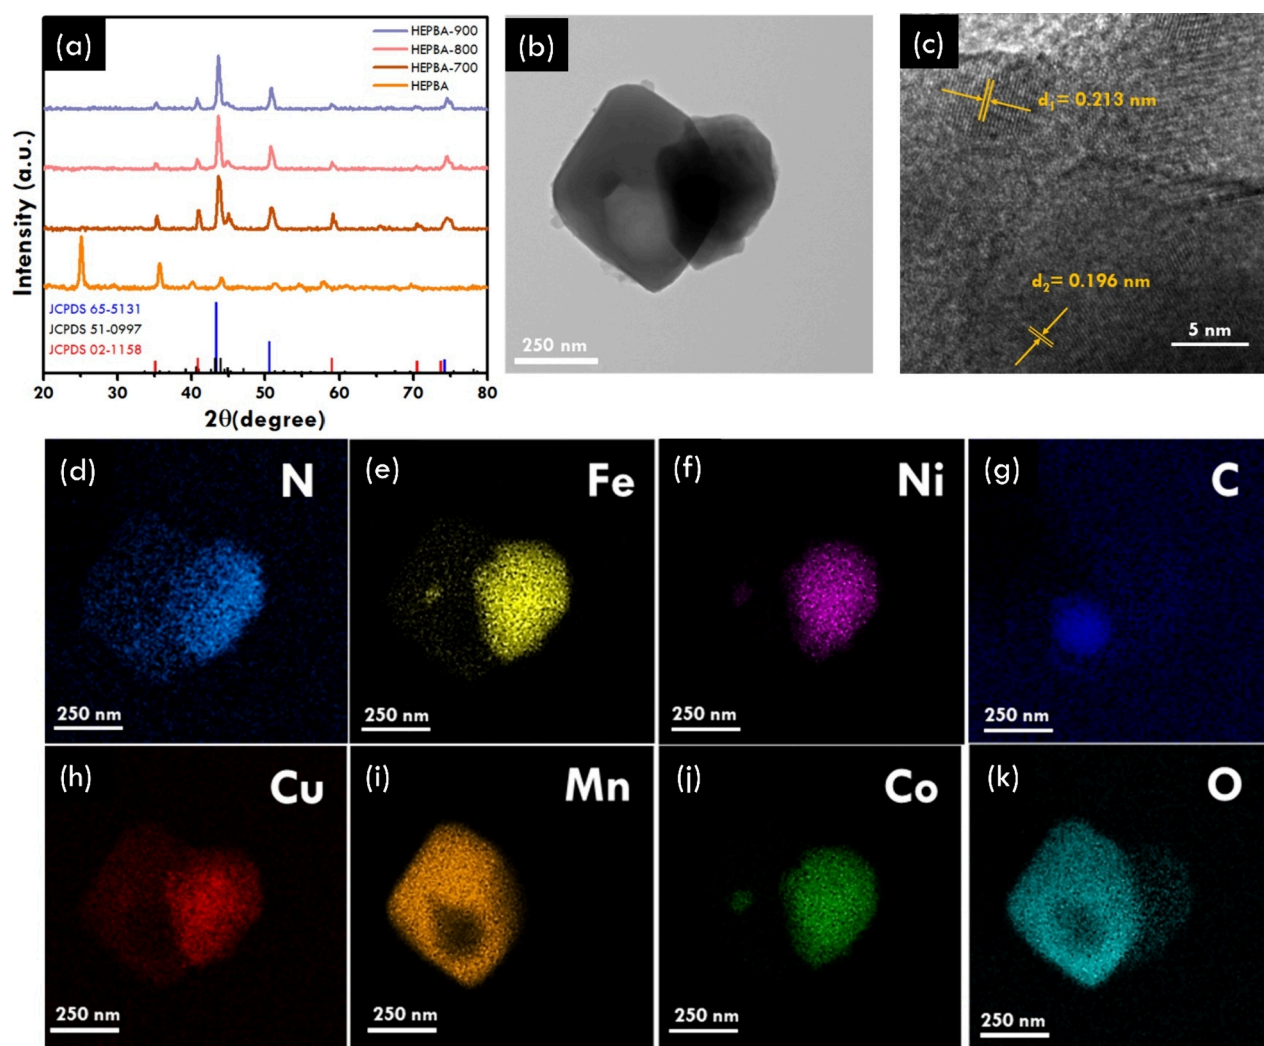 (a)
HEPBA-900
HEPBA-800
HEPBA-700
HEPBA
Intensity (a.u.)
JCPDS 65-5131
JCPDS 51-0997
JCPDS 02-1158
20 30 40 50 60 70 80
2θ(degree)
(b)
250 nm
(c)
d₁= 0.213 nm
d₂= 0.196 nm
5 nm
(d) N
250 nm
(e) Fe
250 nm
(f) Ni
250 nm
(g) C
250 nm
(h) Cu
250 nm
(i) Mn
250 nm
(j) Co
250 nm
(k) O
250 nm